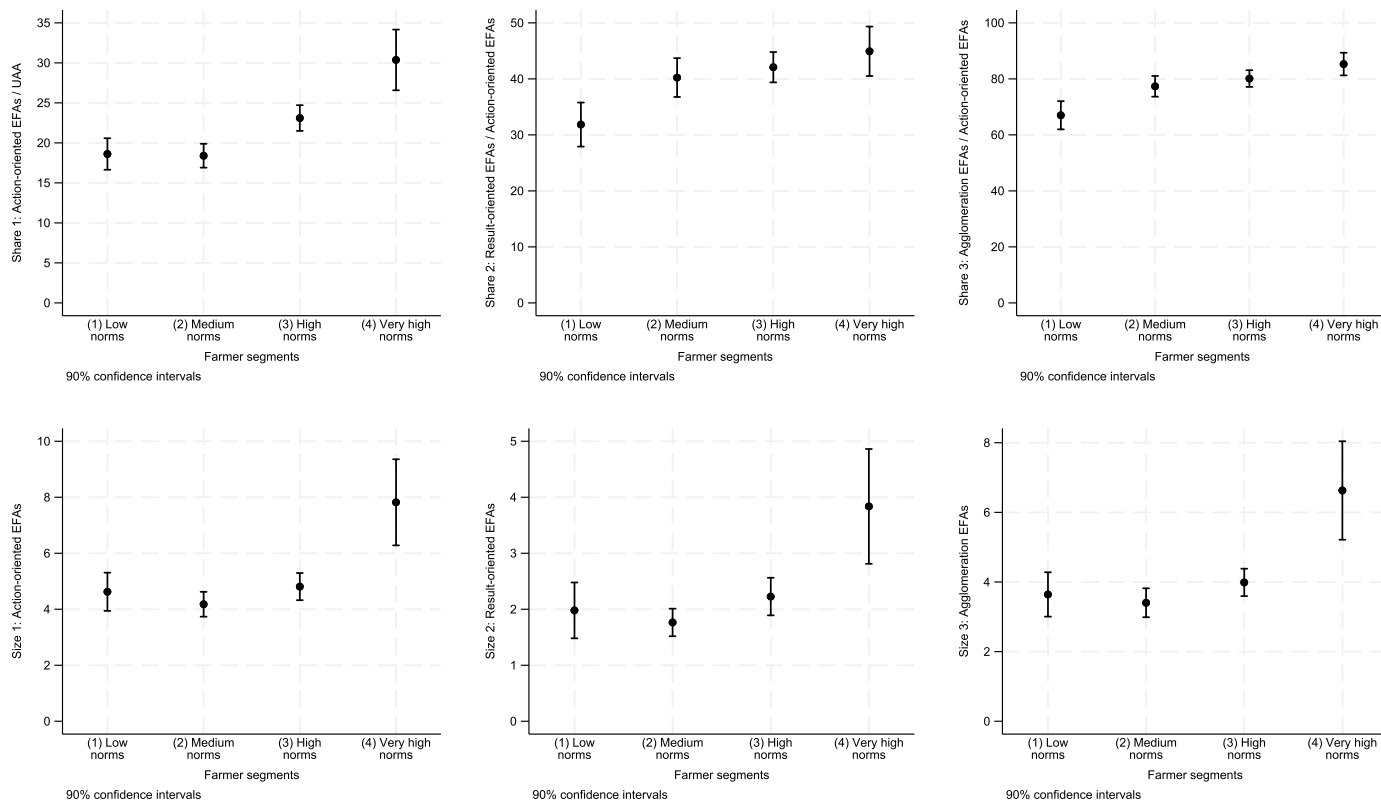 Share 1: Action-oriented EFAs / UAA
35
30
25
20
15
10
5
0
(1) Low
norms
(2) Medium
norms
(3) High
norms
(4) Very high
norms
Farmer segments
90% confidence intervals
Share 2: Result-oriented EFAs / Action-oriented EFAs
50
40
30
20
10
0
(1) Low
norms
(2) Medium
norms
(3) High
norms
(4) Very high
norms
Farmer segments
90% confidence intervals
Share 3: Agglomeration EFAs / Action-oriented EFAs
100
80
60
40
20
0
(1) Low
norms
(2) Medium
norms
(3) High
norms
(4) Very high
norms
Farmer segments
90% confidence intervals
Size 1: Action-oriented EFAs
10
8
6
4
2
0
(1) Low
norms
(2) Medium
norms
(3) High
norms
(4) Very high
norms
Farmer segments
90% confidence intervals
Size 2: Result-oriented EFAs
5
4
3
2
1
0
(1) Low
norms
(2) Medium
norms
(3) High
norms
(4) Very high
norms
Farmer segments
90% confidence intervals
Size 3: Agglomeration EFAs
8
6
4
2
0
(1) Low
norms
(2) Medium
norms
(3) High
norms
(4) Very high
norms
Farmer segments
90% confidence intervals